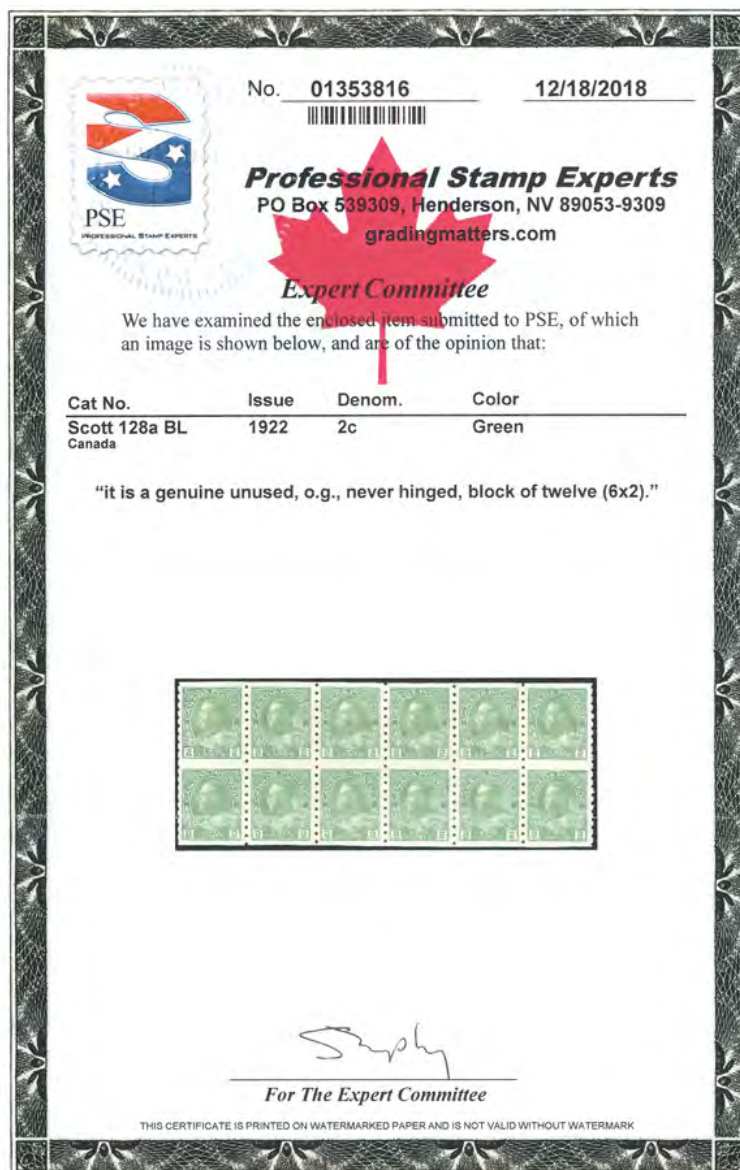 No. 01353816 12/18/2018
PSE
PROFESSIONAL STAMP EXPERTS
Professional Stamp Experts
PO Box 539309, Henderson, NV 89053-9309
gradingmatters.com
Expert Committee
We have examined the enclosed item submitted to PSE, of which
an image is shown below, and are of the opinion that:
Cat No. Issue Denom. Color
Scott 128a BL 1922 2c Green
Canada
“it is a genuine unused, o.g., never hinged, block of twelve (6x2).”
For The Expert Committee
THIS CERTIFICATE IS PRINTED ON WATERMARKED PAPER AND IS NOT VALID WITHOUT WATERMARK